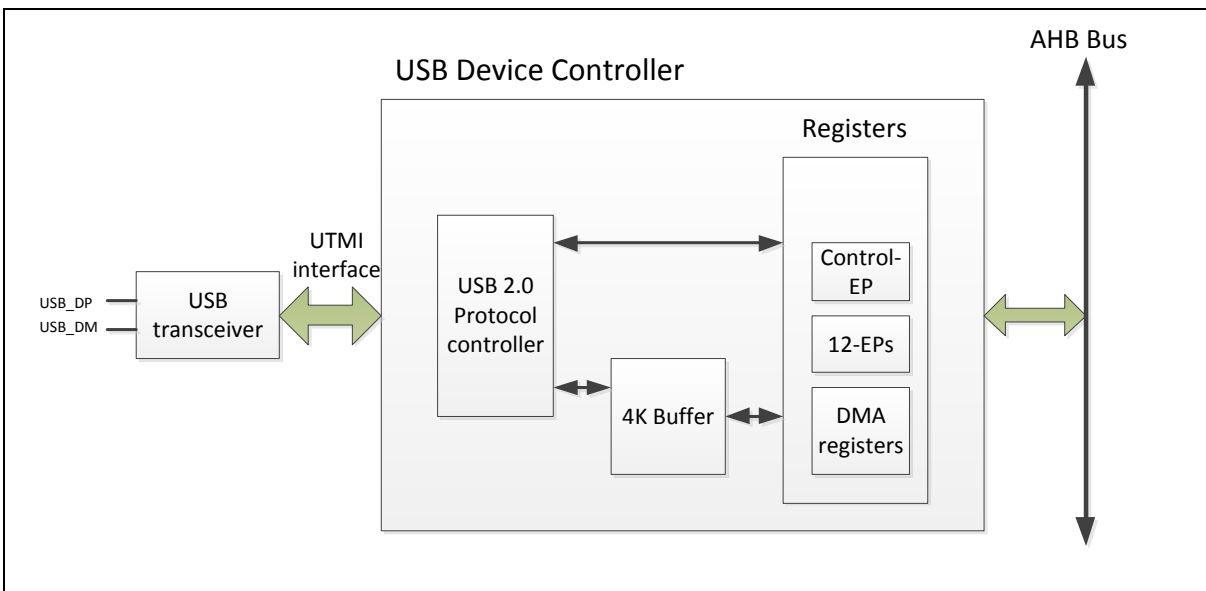 AHB Bus
USB Device Controller
Registers
UTMI
interface
USB_DP
USB_DM
USB
transceiver
USB 2.0
Protocol
controller
4K Buffer
Control-
EP
12-EPs
DMA
registers